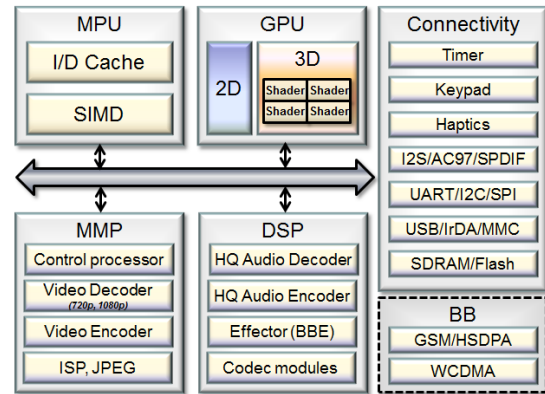 MPU
I/D Cache
SIMD
GPU
2D
3D
Shader Shader
Shader Shader
Connectivity
Timer
Keypad
Haptics
I2S/AC97/SPDIF
UART/I2C/SPI
USB/IrDA/MMC
SDRAM/Flash
MMP
Control processor
Video Decoder
(720p, 1080p)
Video Encoder
ISP, JPEG
DSP
HQ Audio Decoder
HQ Audio Encoder
Effector (BBE)
Codec modules
BB
GSM/HSDPA
WCDMA